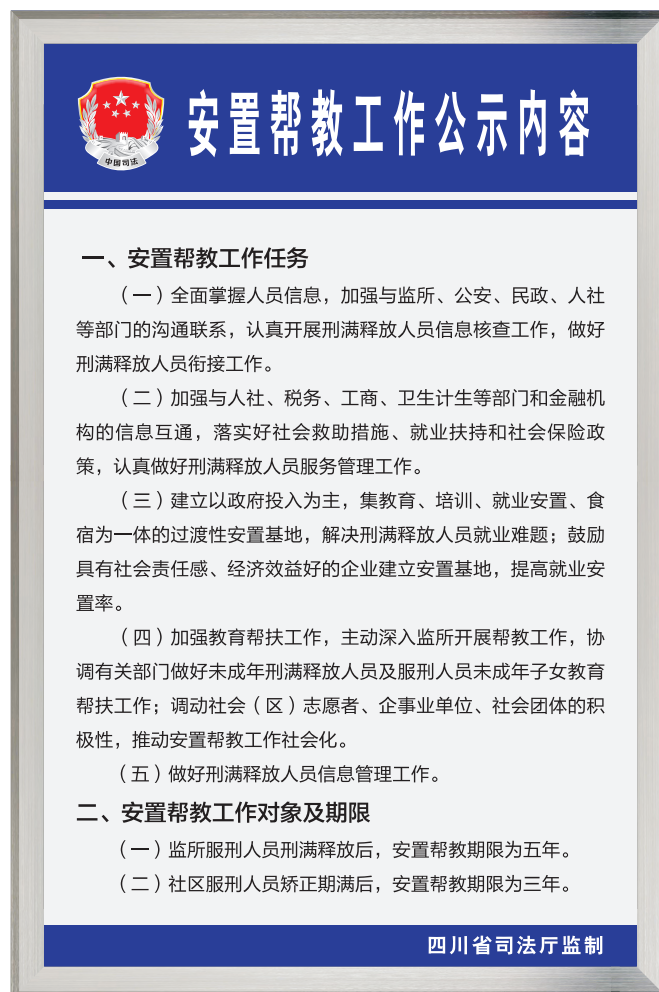 安置帮教工作公示内容
中国司法
一、安置帮教工作任务
（一）全面掌握人员信息，加强与监所、公安、民政、人社
等部门的沟通联系，认真开展刑满释放人员信息核查工作，做好
刑满释放人员衔接工作。
（二）加强与人社、税务、工商、卫生计生等部门和金融机
构的信息互通，落实好社会救助措施、就业扶持和社会保险政
策，认真做好刑满释放人员服务管理工作。
（三）建立以政府投入为主，集教育、培训、就业安置、食
宿为一体的过渡性安置基地，解决刑满释放人员就业难题；鼓励
具有社会责任感、经济效益好的企业建立安置基地，提高就业安
置率。
（四）加强教育帮扶工作，主动深入监所开展帮教工作，协
调有关部门做好未成年刑满释放人员及服刑人员未成年子女教育
帮扶工作；调动社会（区）志愿者、企事业单位、社会团体的积
极性，推动安置帮教工作社会化。
（五）做好刑满释放人员信息管理工作。
二、安置帮教工作对象及期限
（一）监所服刑人员刑满释放后，安置帮教期限为五年。
（二）社区服刑人员矫正期满后，安置帮教期限为三年。
四川省司法厅监制